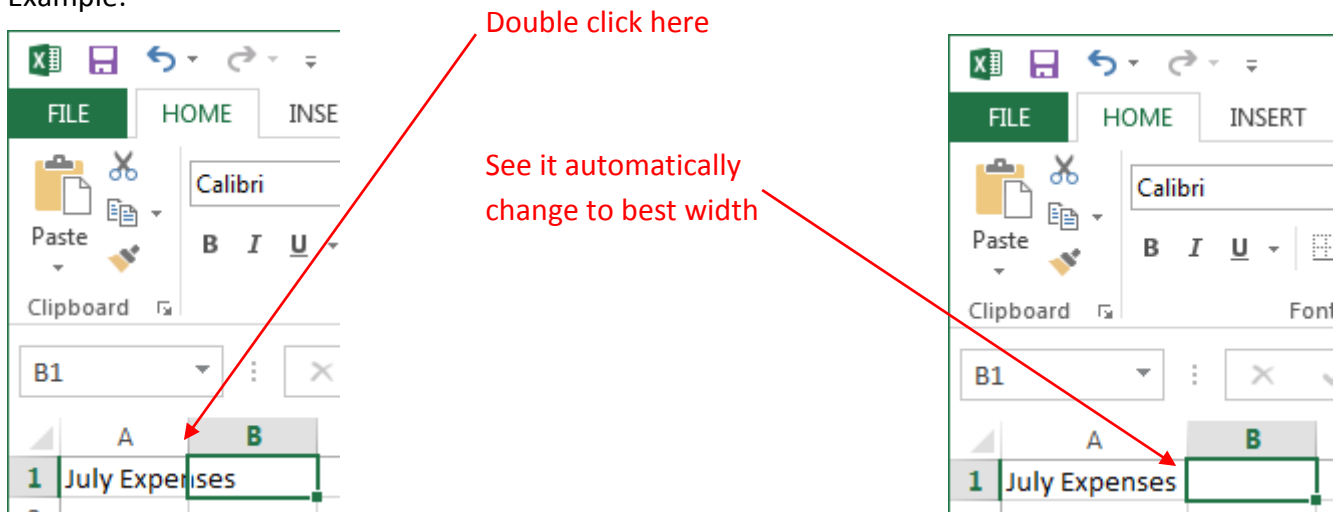 Double click here
FILE HOME INSE
Calibri
Paste
B I U
Clipboard
B1
A B
1 July Expenses
See it automatically
change to best width
FILE HOME INSERT
Calibri
Paste
B I U
Clipboard Font
B1
A B
1 July Expenses